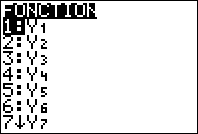 FONCTION
1:Y₁
2:Y₂
3:Y₃
4:Y₄
5:Y₅
6:Y₆
7↓Y₇